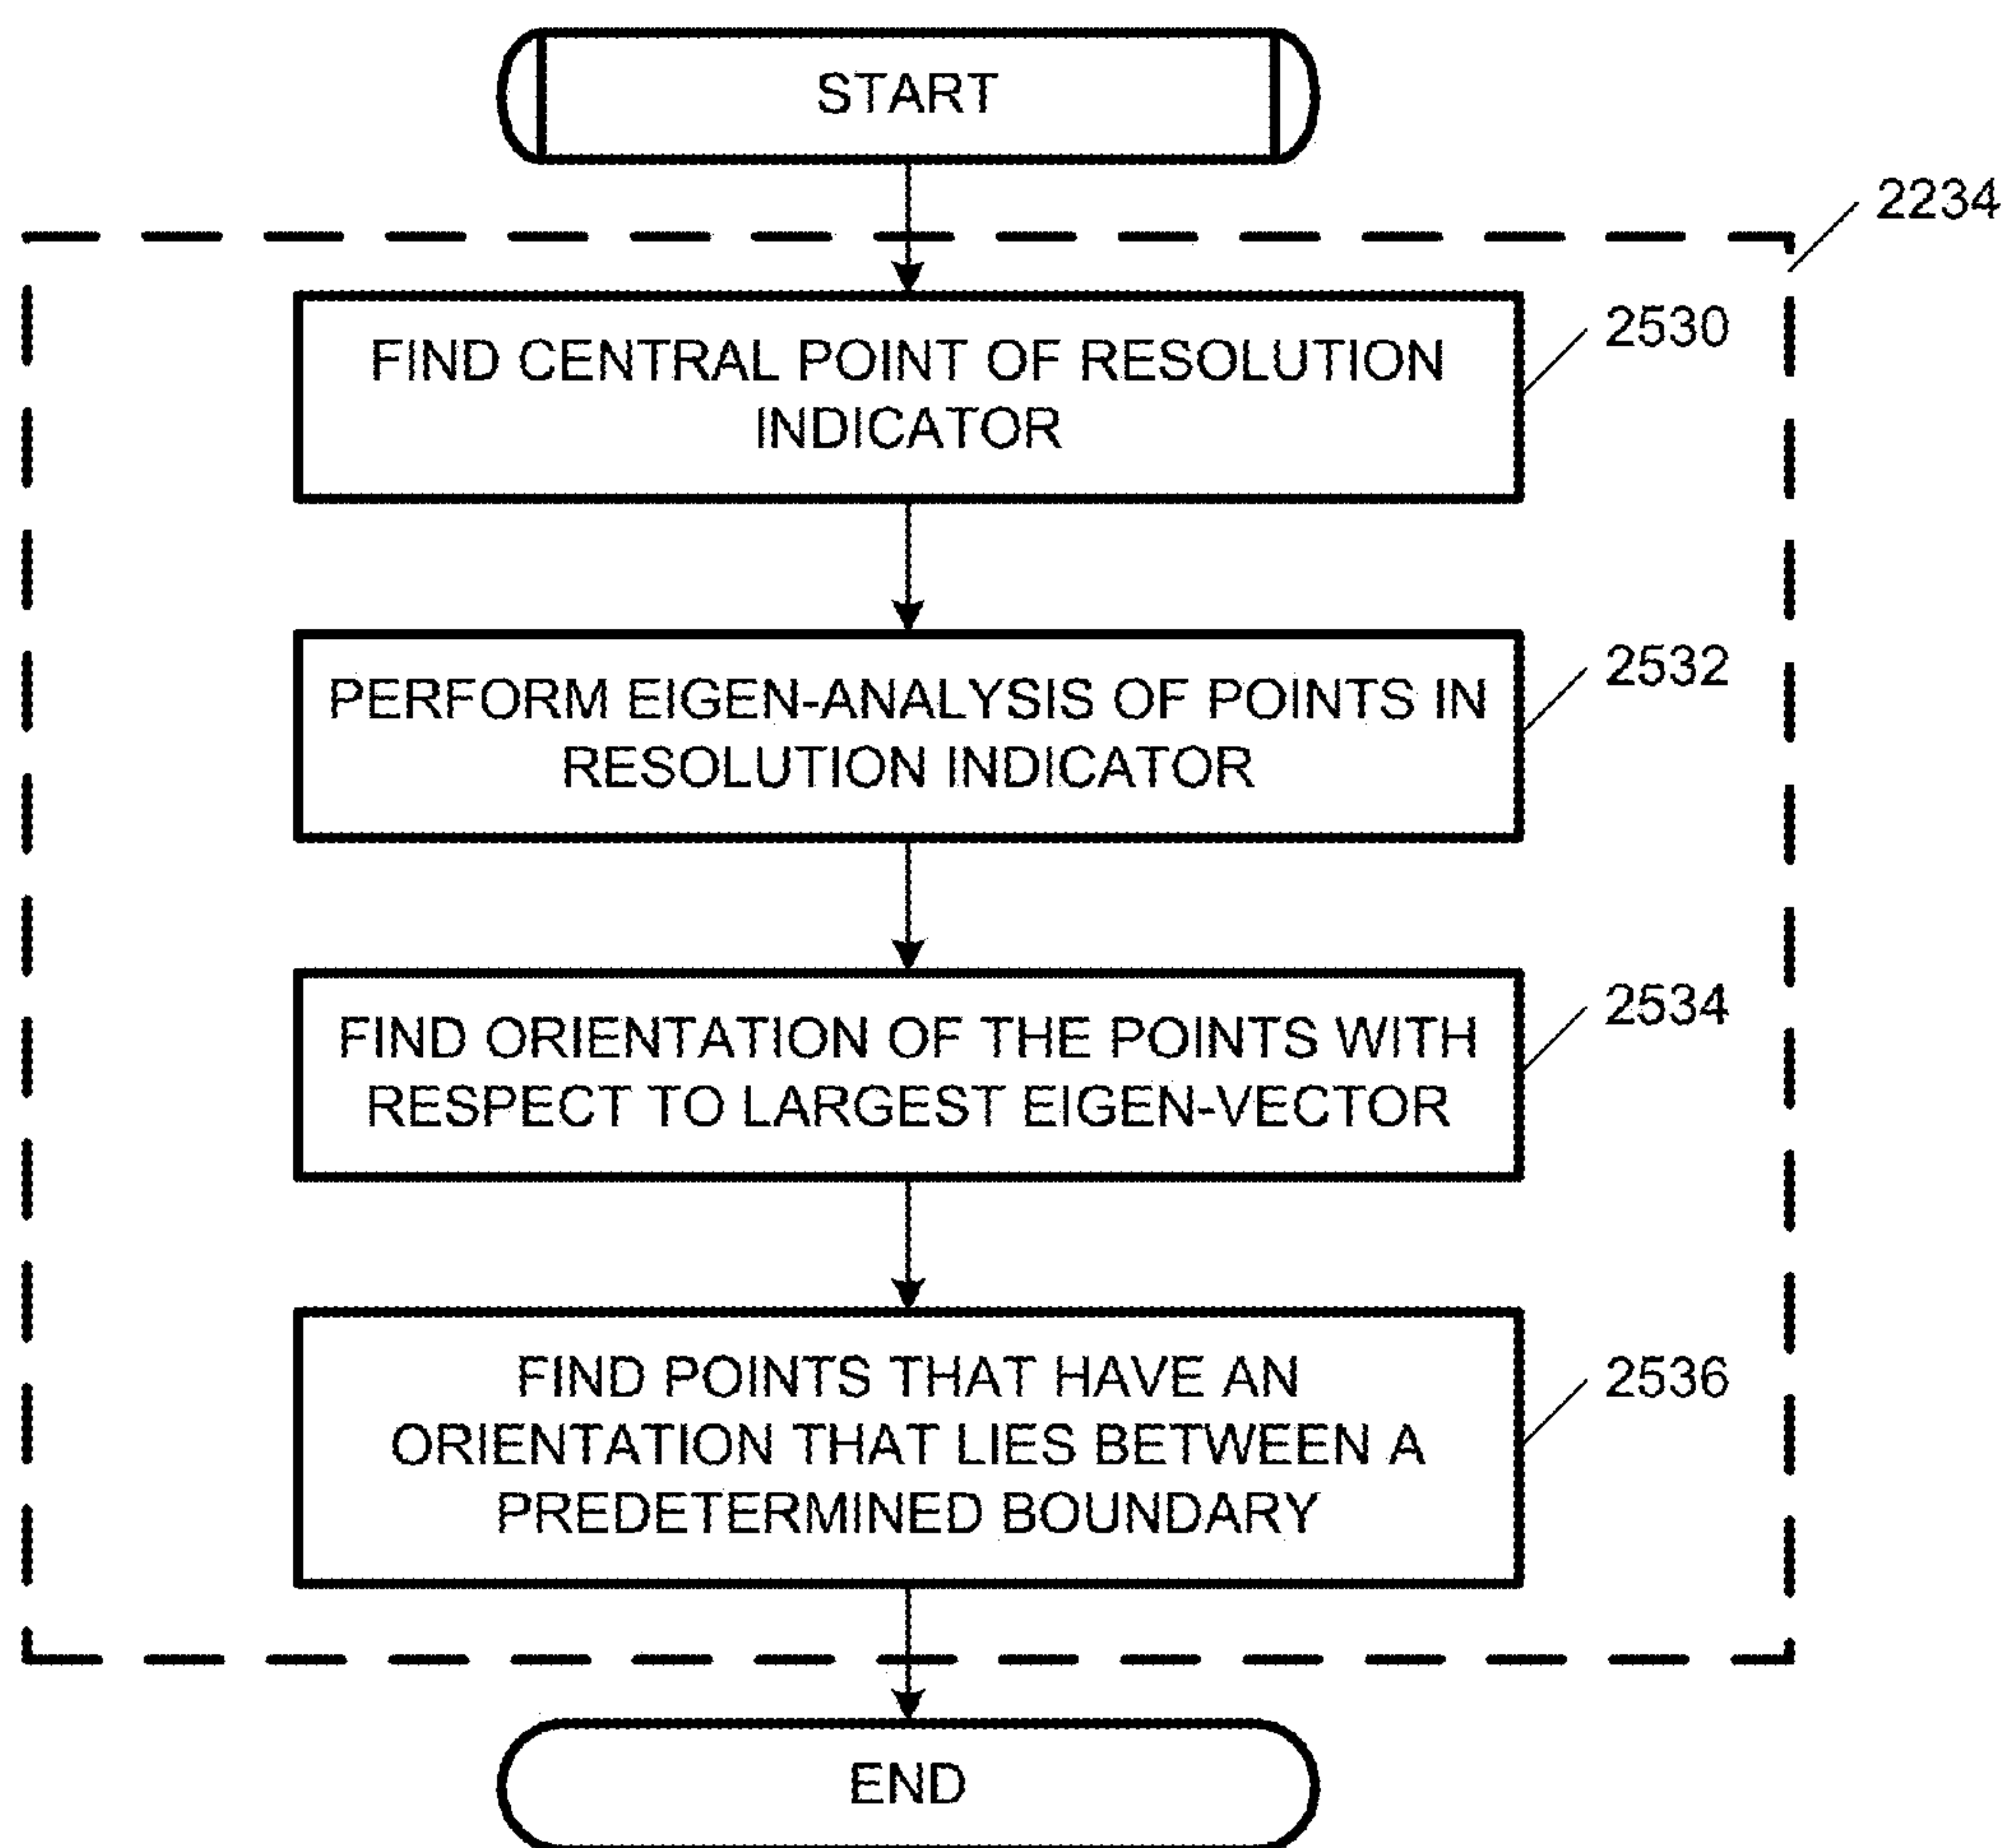 START
2234
FIND CENTRAL POINT OF RESOLUTION
INDICATOR
2530
PERFORM EIGEN-ANALYSIS OF POINTS IN
RESOLUTION INDICATOR
2532
FIND ORIENTATION OF THE POINTS WITH
RESPECT TO LARGEST EIGEN-VECTOR
2534
FIND POINTS THAT HAVE AN
ORIENTATION THAT LIES BETWEEN A
PREDETERMINED BOUNDARY
2536
END